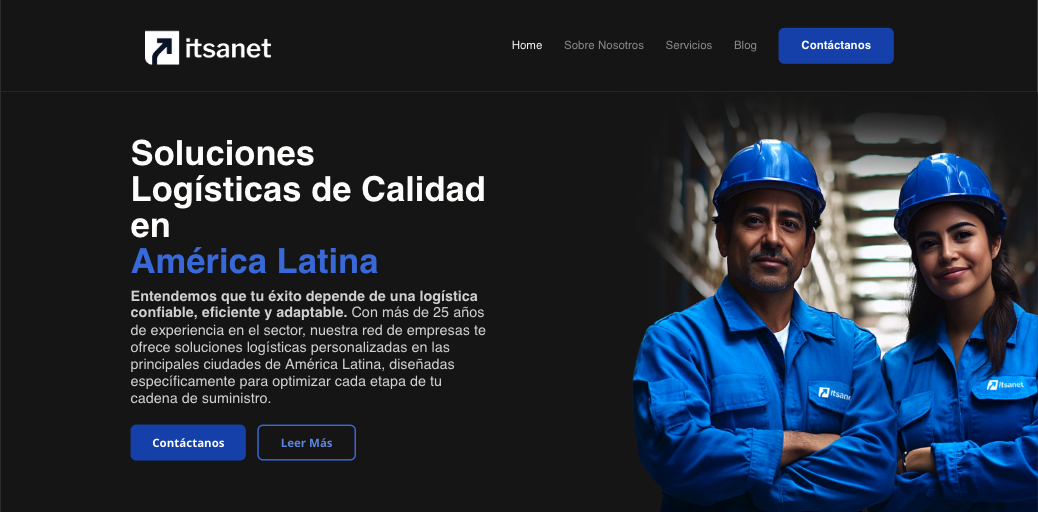 itsanet
Home Sobre Nosotros Servicios Blog Contáctanos
Soluciones
Logísticas de Calidad
en
América Latina
Entendemos que tu éxito depende de una logística
confiable, eficiente y adaptable. Con más de 25 años
de experiencia en el sector, nuestra red de empresas te
ofrece soluciones logísticas personalizadas en las
principales ciudades de América Latina, diseñadas
específicamente para optimizar cada etapa de tu
cadena de suministro.
Contáctanos Leer Más
itsanet
itsanet